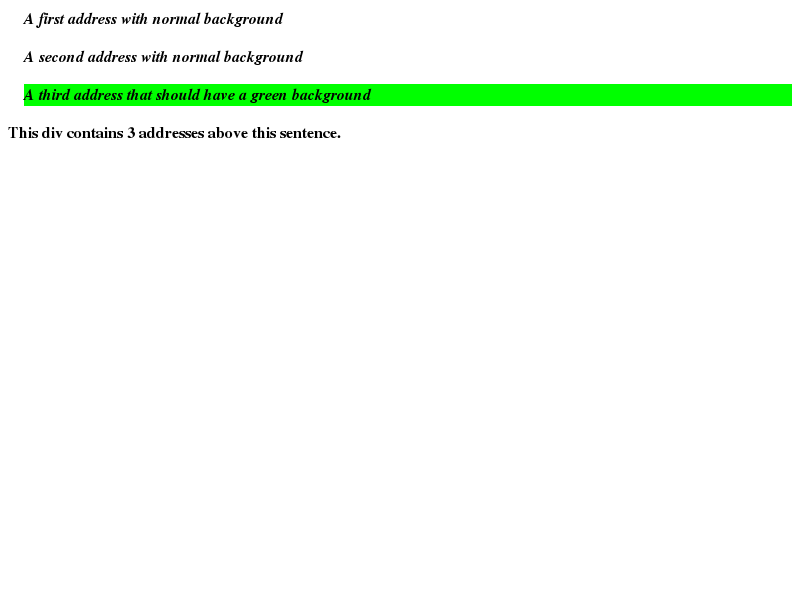 A first address with normal background
A second address with normal background
A third address that should have a green background
This div contains 3 addresses above this sentence.